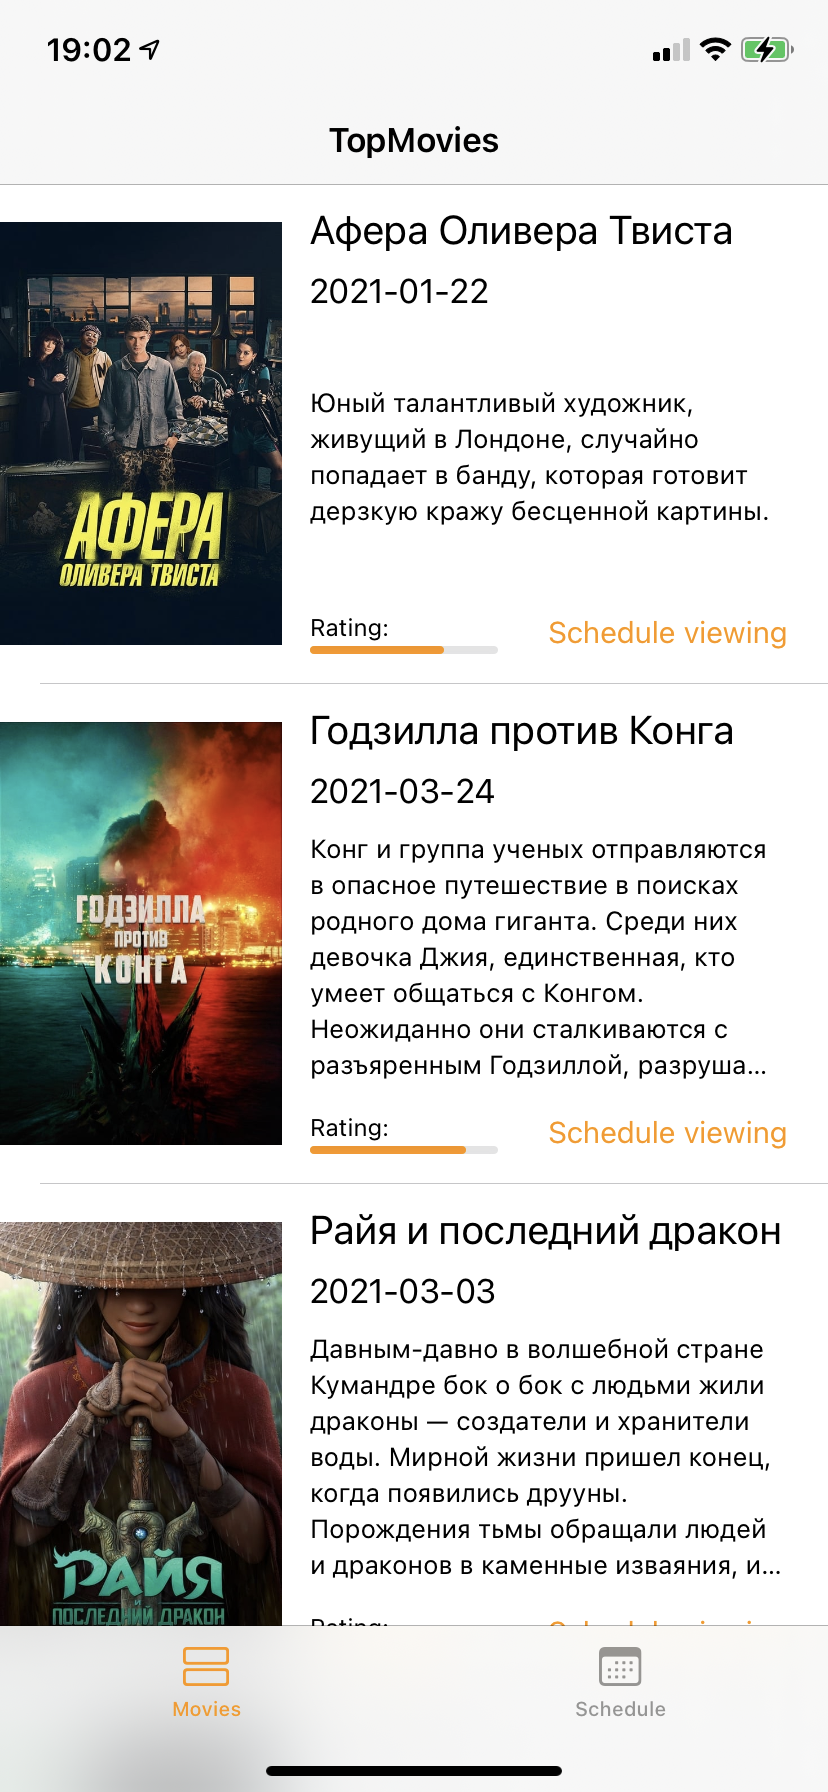 19:02
TopMovies
Афера Оливера Твиста
2021-01-22
Юный талантливый художник,
живущий в Лондоне, случайно
попадает в банду, которая готовит
дерзкую кражу бесценной картины.
АФЕРА
ОЛИВЕРА ТВИСТА
Rating:
Schedule viewing
Годзилла против Конга
2021-03-24
Конг и группа ученых отправляются
в опасное путешествие в поисках
родного дома гиганта. Среди них
девочка Джия, единственная, кто
умеет общаться с Конгом.
Неожиданно они сталкиваются с
разъяренным Годзиллой, разруша...
ГОДЗИЛЛА
ПРОТИВ
КОНГА
Rating:
Schedule viewing
Райя и последний дракон
2021-03-03
Давным-давно в волшебной стране
Кумандре бок о бок с людьми жили
драконы — создатели и хранители
воды. Мирной жизни пришел конец,
когда появились друуны.
Порождения тьмы обращали людей
и драконов в каменные изваяния, и...
РАЙЯ
И
ПОСЛЕДНИЙ ДРАКОН
Rating:
Schedule viewing
Movies
Schedule